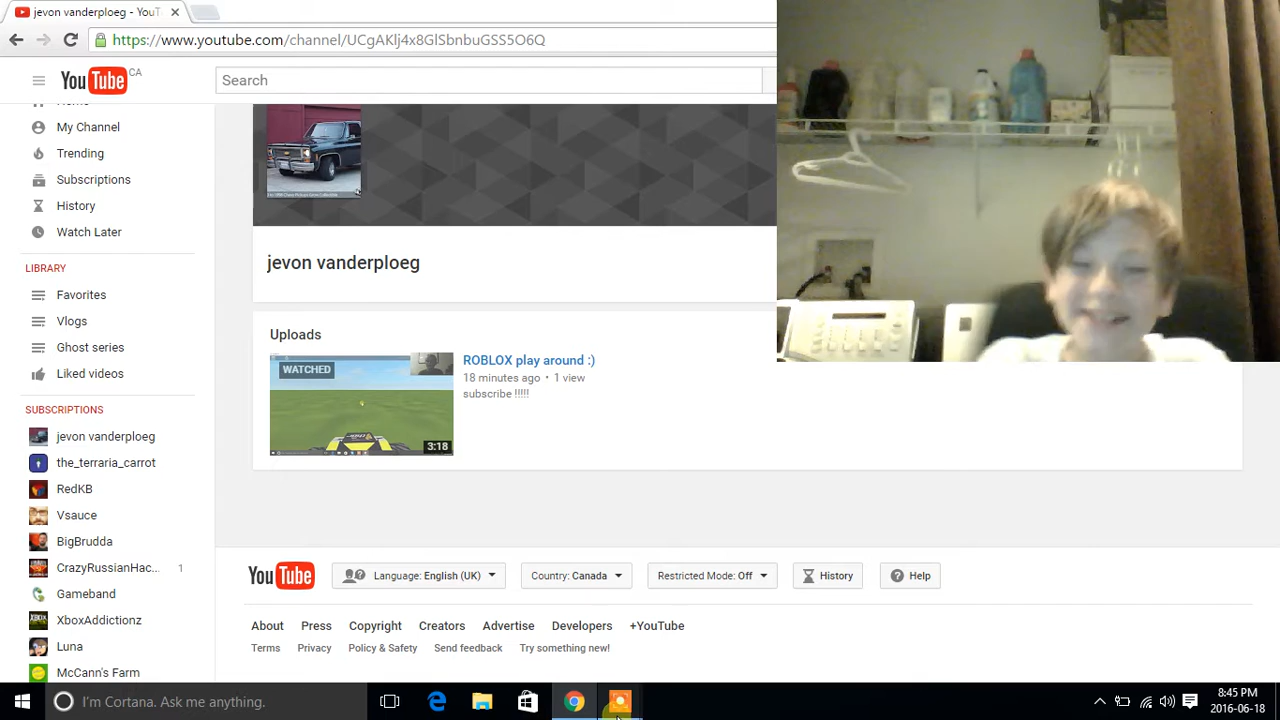 jevon vanderploeg - YouT
https://www.youtube.com/channel/UCgAKlj4x8GlSbnbuGSS5O6Q
YouTube CA
Search
My Channel
Trending
Subscriptions
History
Watch Later
LIBRARY
Favorites
Vlogs
Ghost series
Liked videos
SUBSCRIPTIONS
jevon vanderploeg
the_terraria_carrot
RedKB
Vsauce
BigBrudda
CrazyRussianHac... 1
Gameband
XboxAddictionz
Luna
McCann's Farm
jevon vanderploeg
Uploads
WATCHED
3:18
ROBLOX play around :)
18 minutes ago • 1 view
subscribe !!!!!
YouTube
Language: English (UK)
Country: Canada
Restricted Mode: Off
History
Help
About Press Copyright Creators Advertise Developers +YouTube
Terms Privacy Policy & Safety Send feedback Try something new!
I'm Cortana. Ask me anything.
8:45 PM
2016-06-18